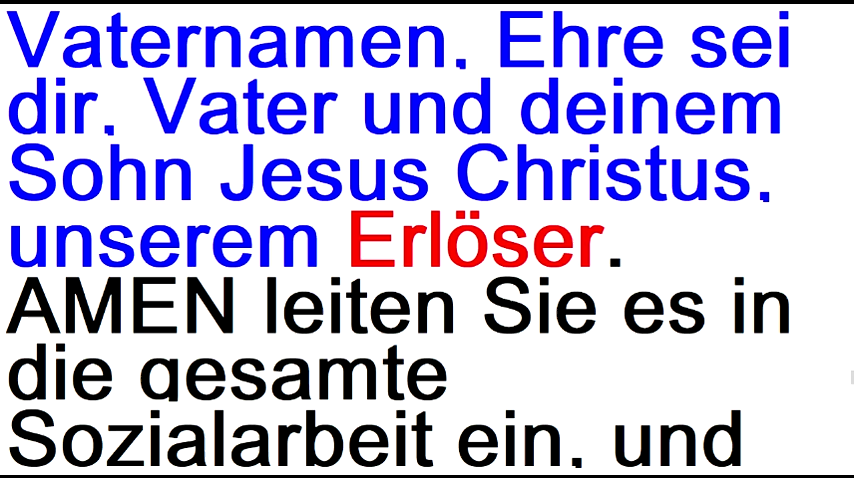 Vaternamen, Ehre sei
dir, Vater und deinem
Sohn Jesus Christus,
unserem Erlöser.
AMEN leiten Sie es in
die gesamte
Sozialarbeit ein, und